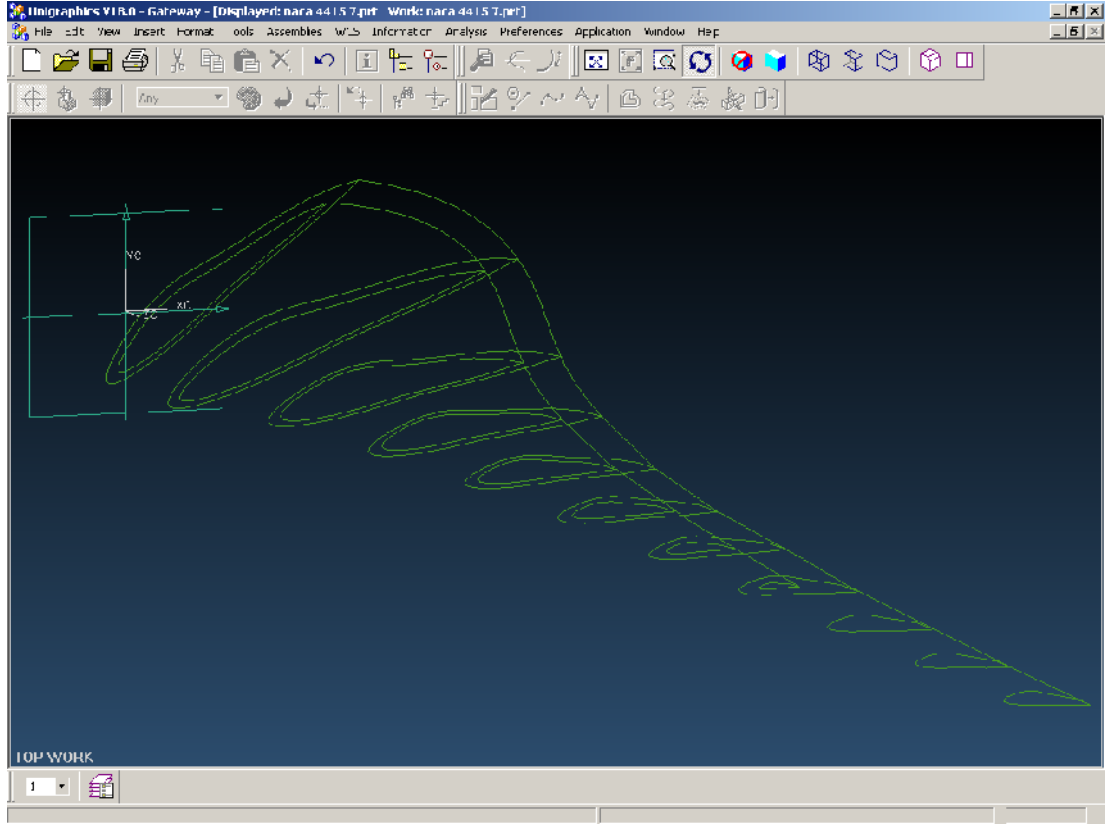 Unigraphics V18.0 - Gateway - [Displayed: naca 4415 7.prt Work: naca 4415 7.prt]
File Edit View Insert Format Tools Assemblies WCS Information Analysis Preferences Application Window Help
Any
YC
XC
TOP WORK
1